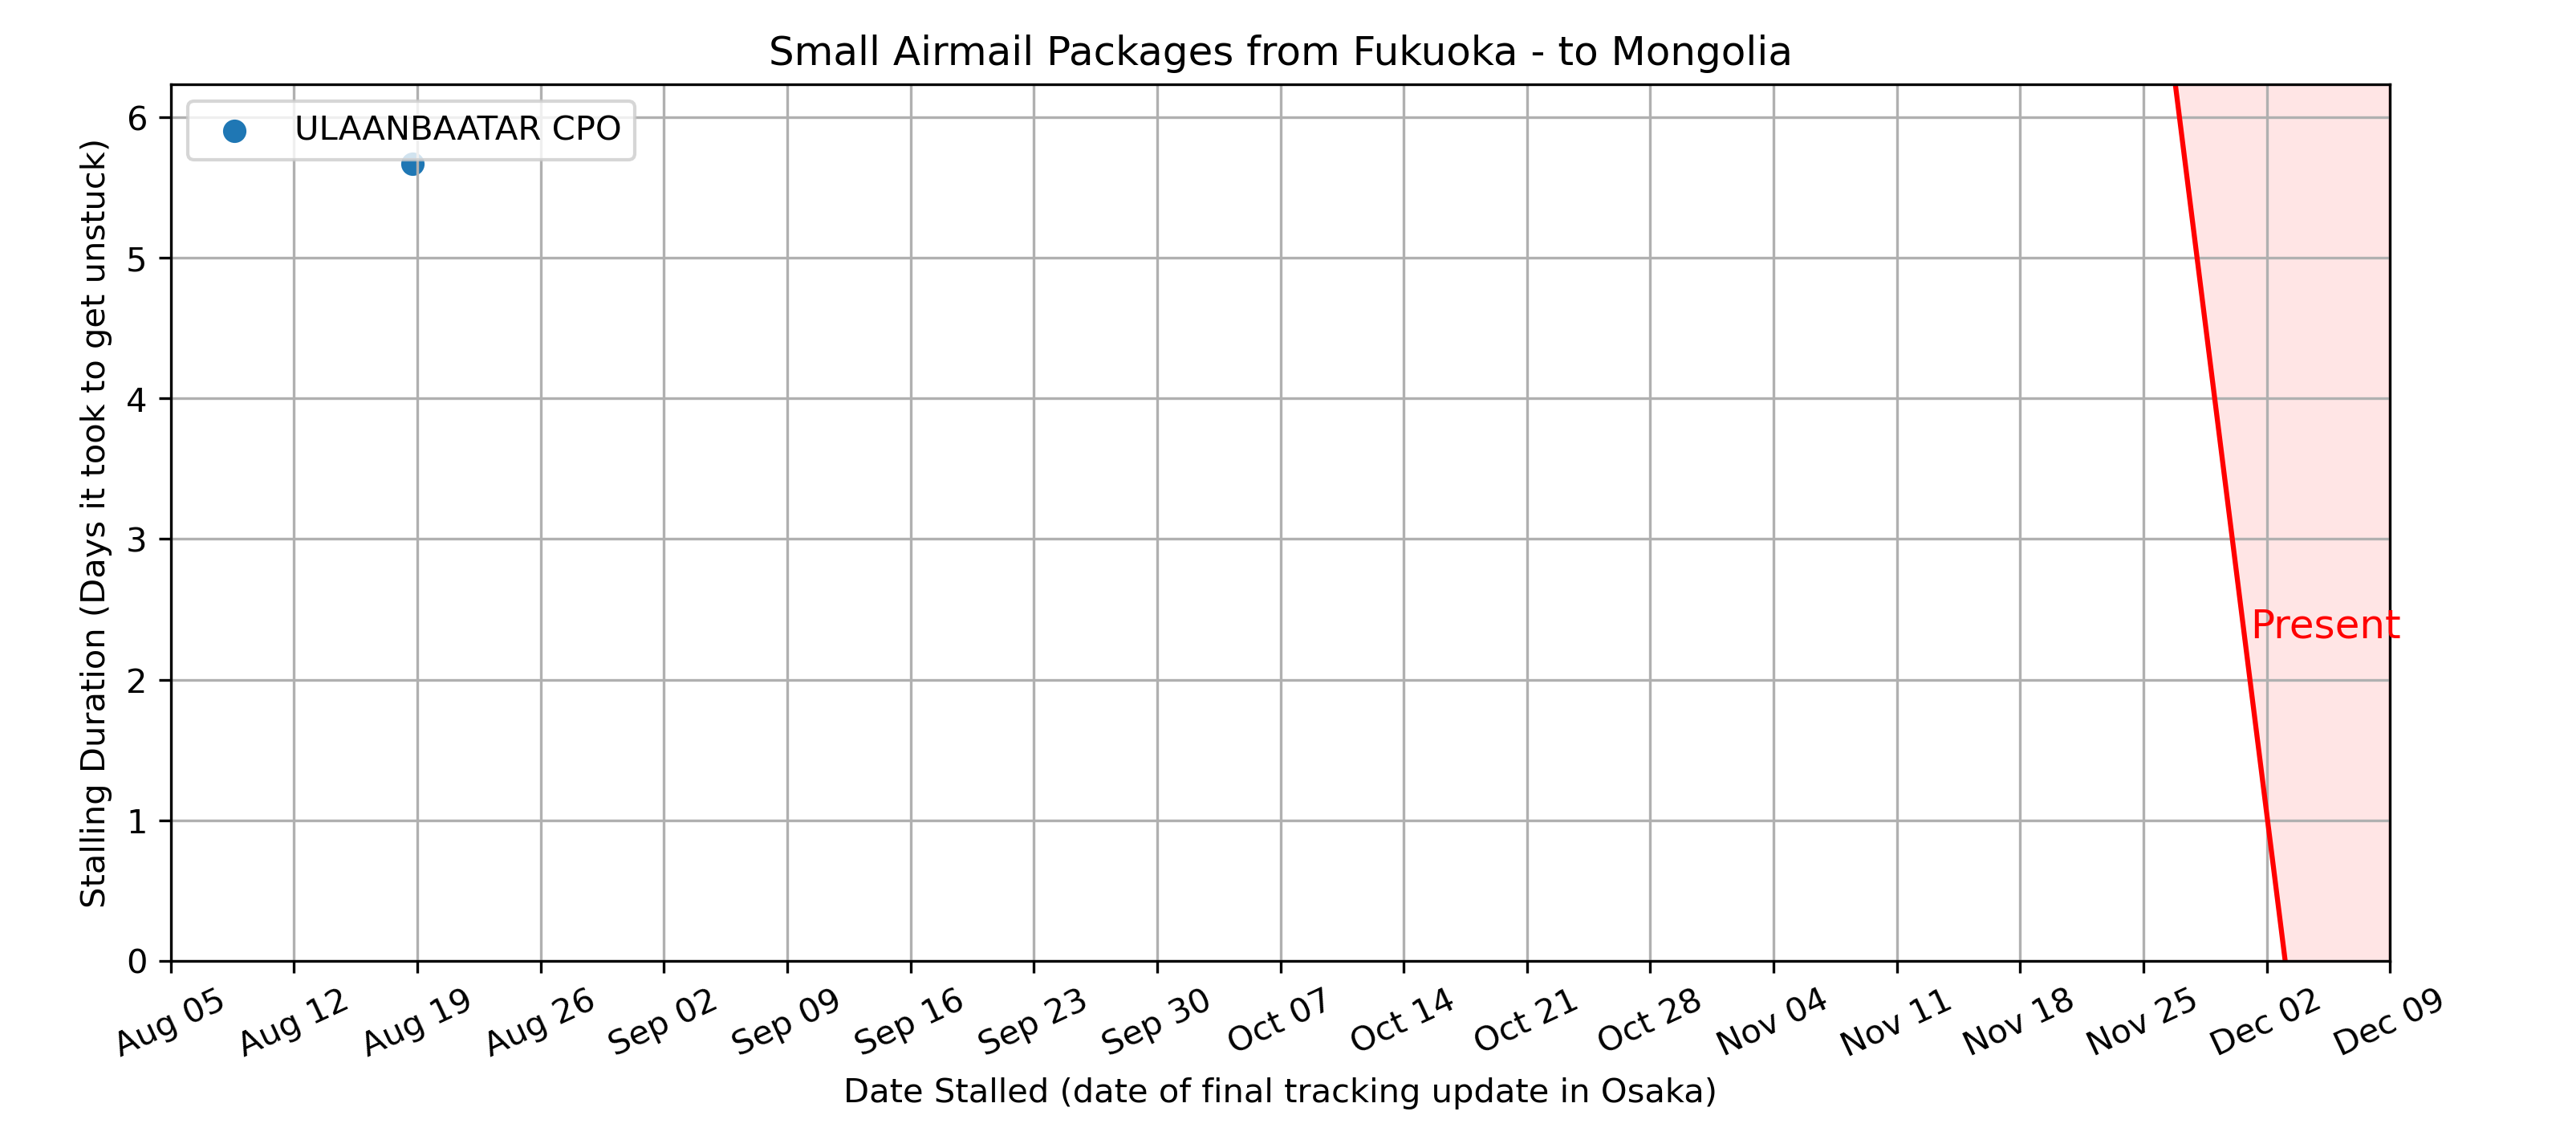 Small Airmail Packages from Fukuoka - to Mongolia
ULAANBAATAR CPO
Stalling Duration (Days it took to get unstuck)
6
5
4
3
2
1
0
Present
Aug 05
Aug 12
Aug 19
Aug 26
Sep 02
Sep 09
Sep 16
Sep 23
Sep 30
Oct 07
Oct 14
Oct 21
Oct 28
Nov 04
Nov 11
Nov 18
Nov 25
Dec 02
Dec 09
Date Stalled (date of final tracking update in Osaka)